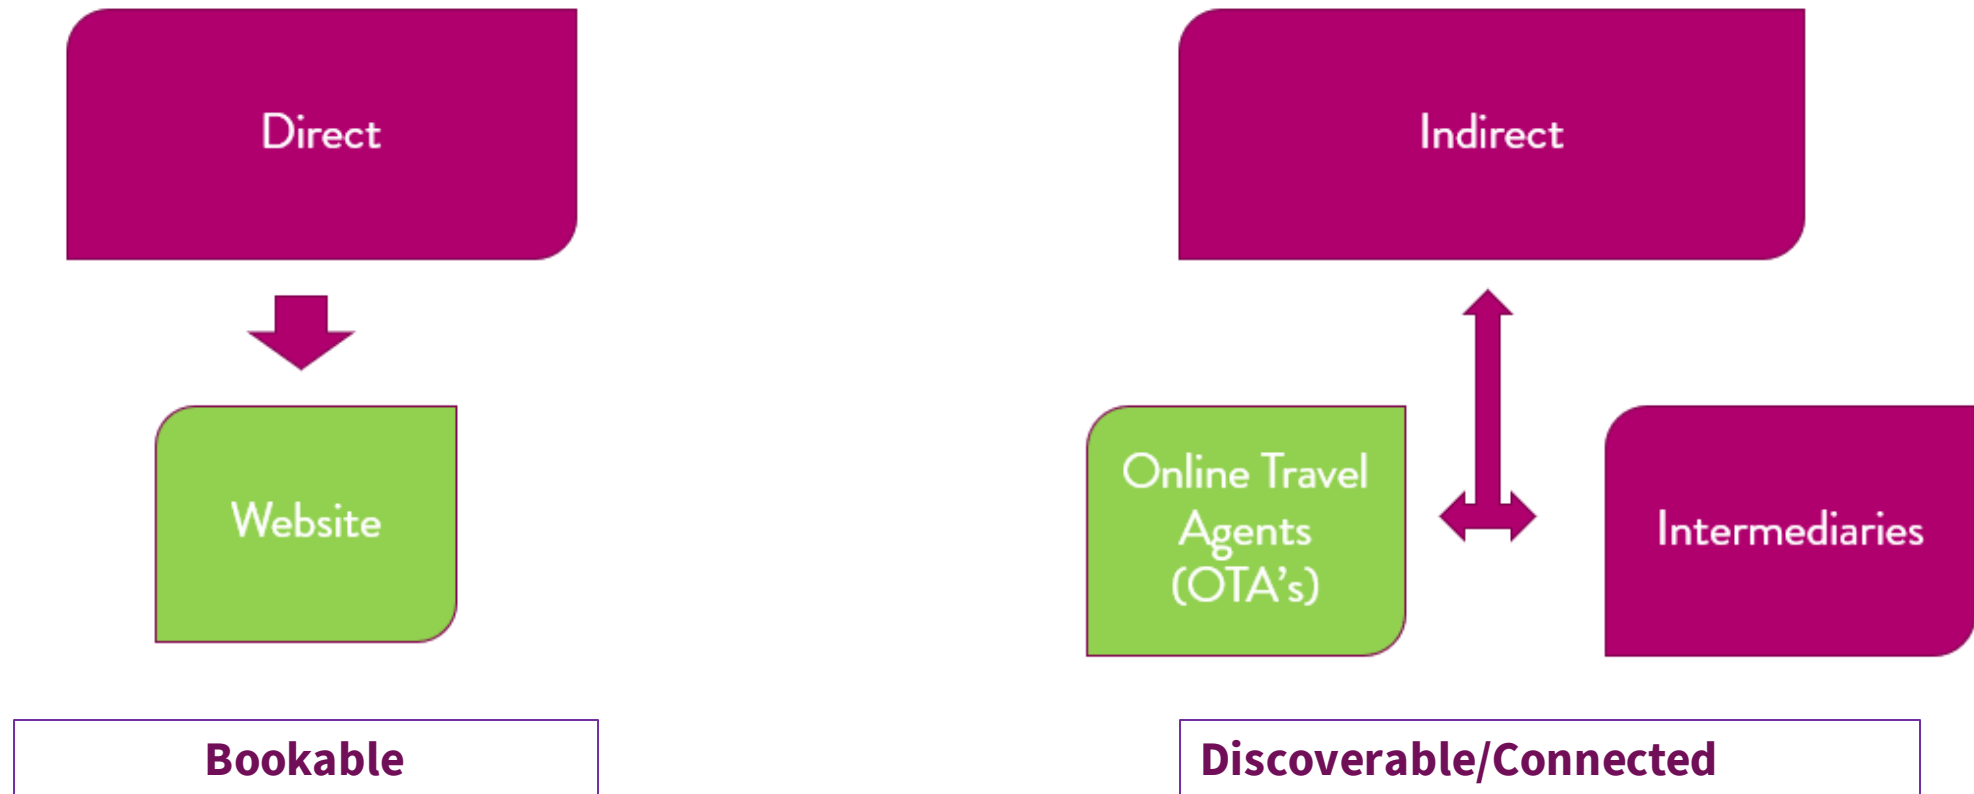 Direct
Indirect
Website
Online Travel
Agents
(OTA's)
Intermediaries
Bookable
Discoverable/Connected